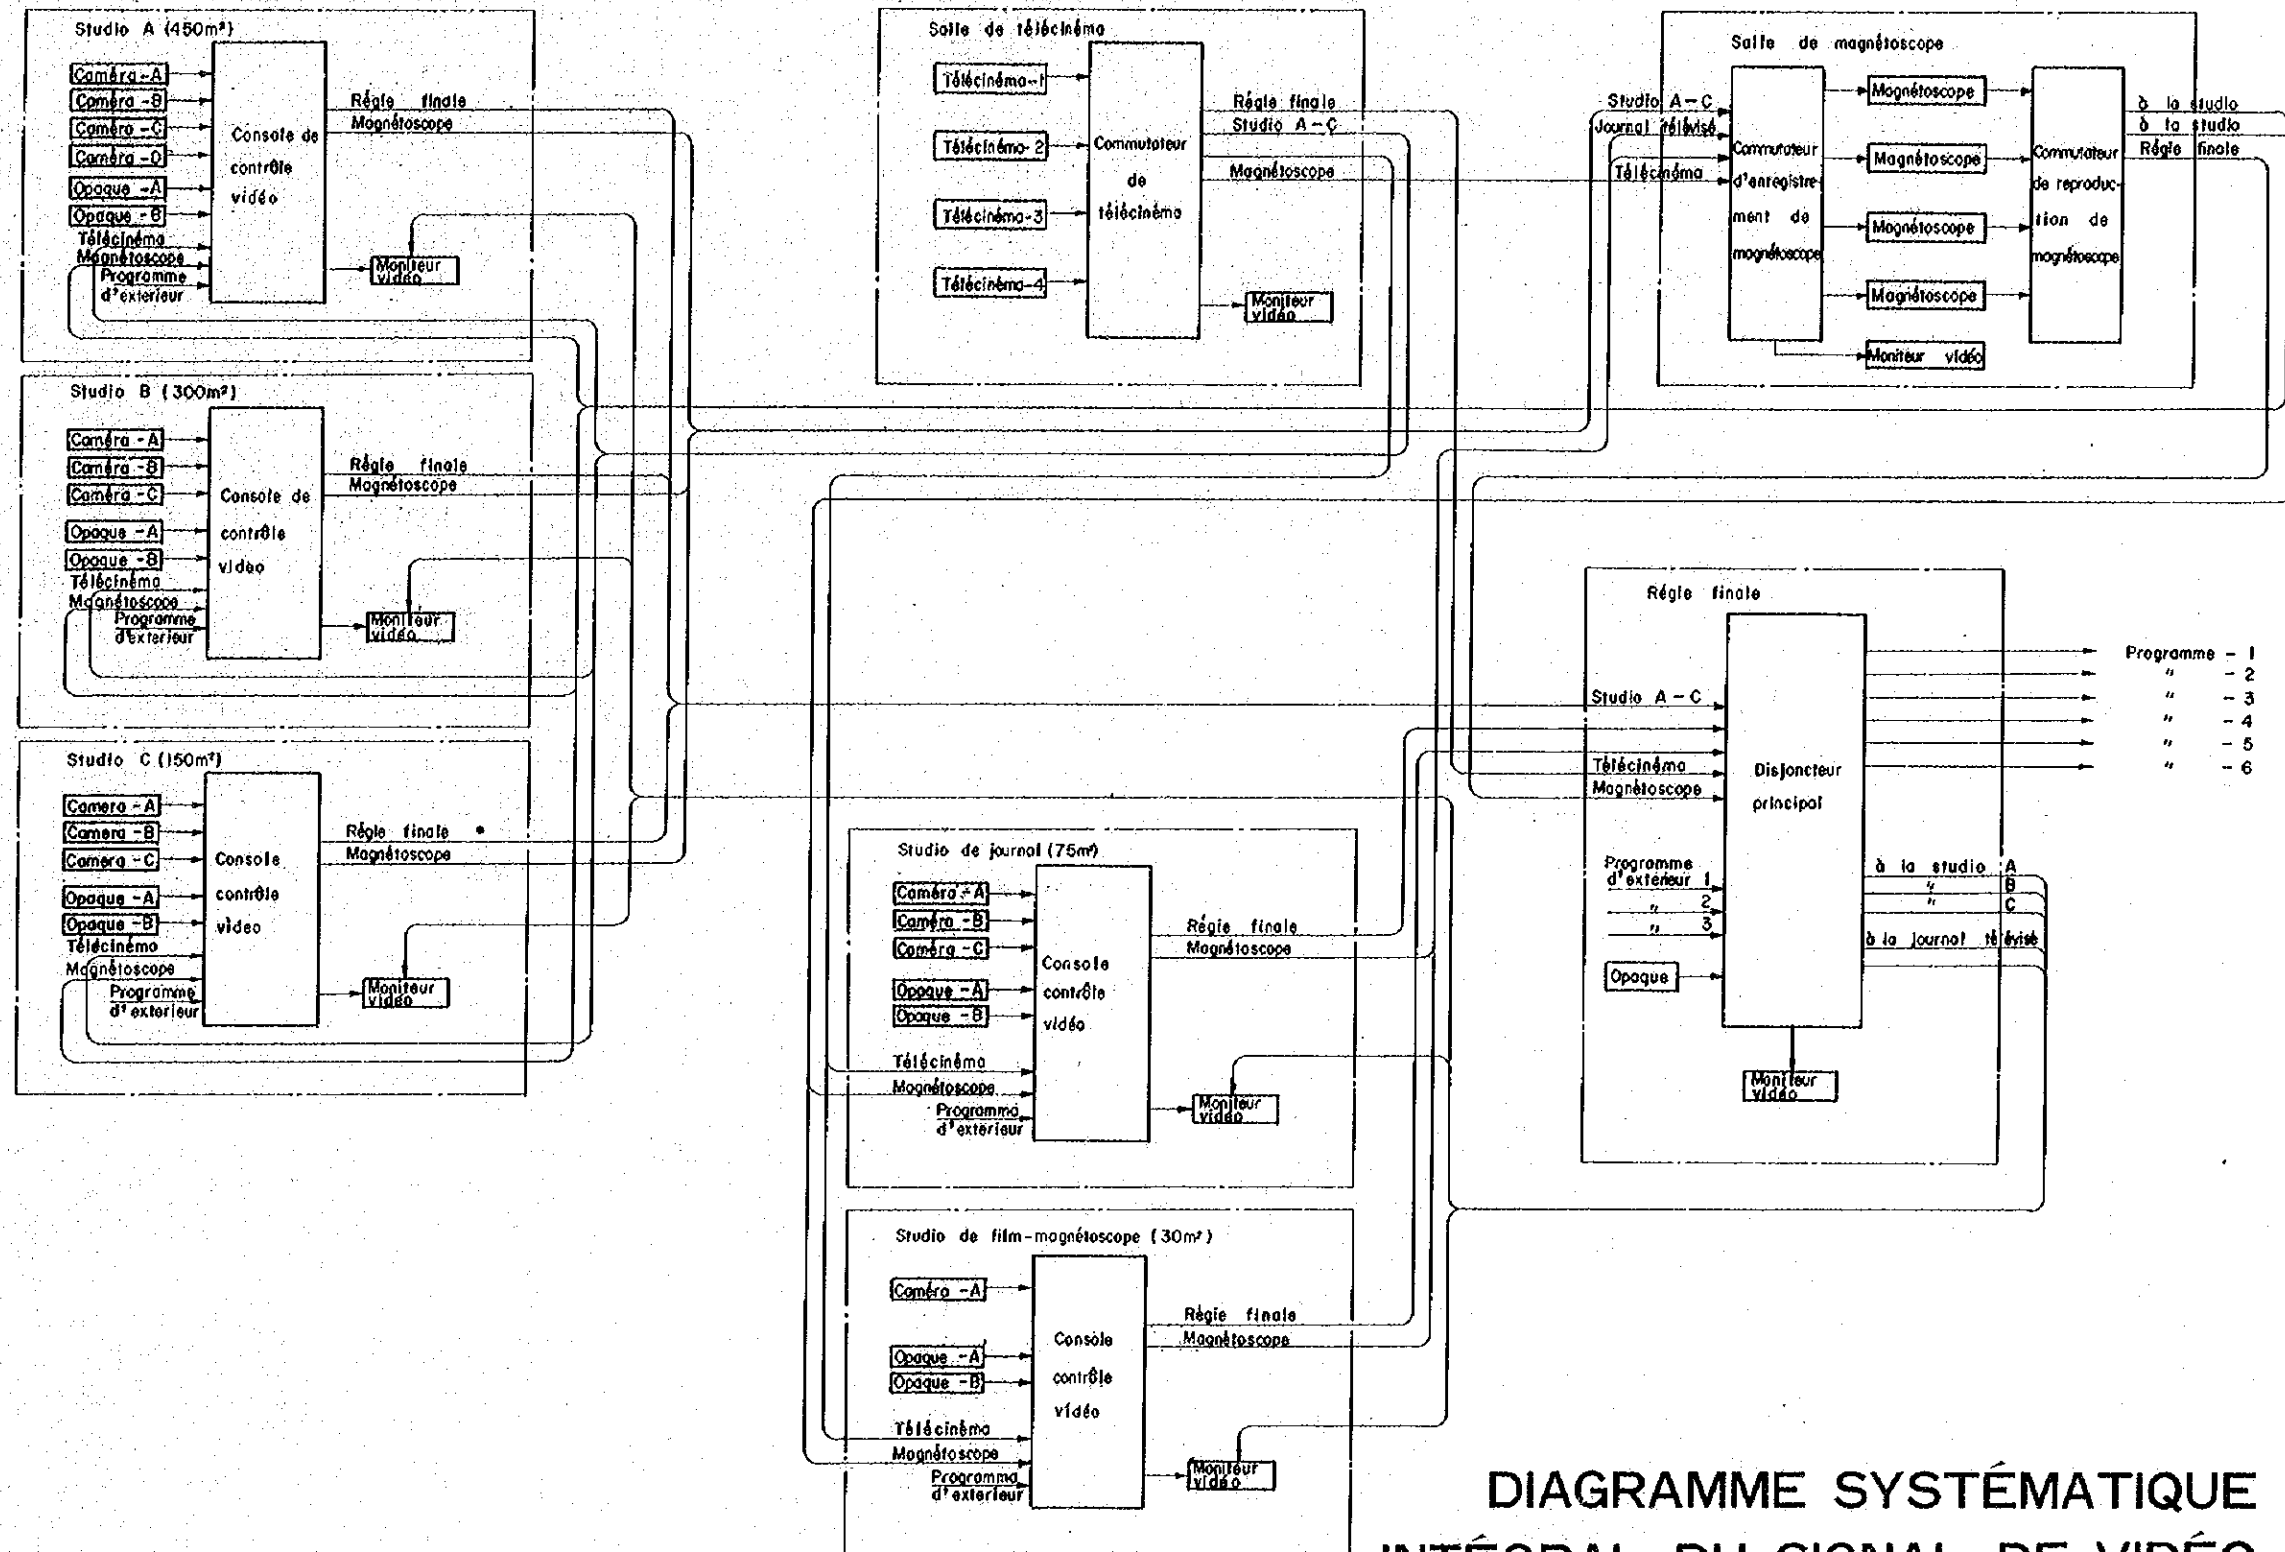 Studio A (450m²)
Caméra-A
Caméra-B
Caméra-C
Caméra-D
Opaque-A
Opaque-B
Télécinéma
Magnétoscope
Programme
d'exterieur
Console de
contrôle
vidéo
Régie finale
Magnétoscope
Moniteur
vidéo
Studio B (300m²)
Caméra-A
Caméra-B
Caméra-C
Opaque-A
Opaque-B
Télécinéma
Magnétoscope
Programme
d'exterieur
Console de
contrôle
video
Régie finale
Magnétoscope
Moniteur
vidéo
Studio C (150m²)
Camera-A
Camera-B
Camera-C
Opaque-A
Opaque-B
Télécinéma
Magnétoscope
Programme
d'exterieur
Console
contrôle
video
Régie finale
Magnétoscope
Moniteur
vidéo
Salle de télécinéma
Télécinéma-1
Télécinéma-2
Télécinéma-3
Télécinéma-4
Commutateur
de
télécinéma
Régie finale
Studio A-C
Magnétoscope
Moniteur
vidéo
Salle de magnétoscope
Studio A-C
Journal télévisé
Télécinéma
Commutateur
d'enregistre-
ment de
magnétoscope
Magnétoscope
Magnétoscope
Magnétoscope
Magnétoscope
Moniteur vidéo
Commutateur
de reproduc-
tion de
magnétoscope
à la studio
à la studio
Régie finale
Studio de journal (75m²)
Caméra-A
Caméra-B
Caméra-C
Opaque-A
Opaque-B
Télécinéma
Magnétoscope
Programma
d'exterieur
Console
contrôle
vidéo
Régie finale
Magnétoscope
Moniteur
vidéo
Studio de film-magnétoscope (30m²)
Caméra-A
Opaque-A
Opaque-B
Télécinéma
Magnétoscope
Programma
d'exterieur
Console
contrôle
vidéo
Régie finale
Magnétoscope
Moniteur
vidéo
Régie finale
Studio A-C
Télécinéma
Magnétoscope
Programme
d'extérieur 1
" 2
" 3
Opaque
Disjoncteur
principal
Moniteur
vidéo
Programme - 1
" - 2
" - 3
" - 4
" - 5
" - 6
à la studio A
" B
" C
à la journal télévisé
DIAGRAMME SYSTÉMATIQUE
INTÉGRAL DU SIGNAL DE VIDÉO